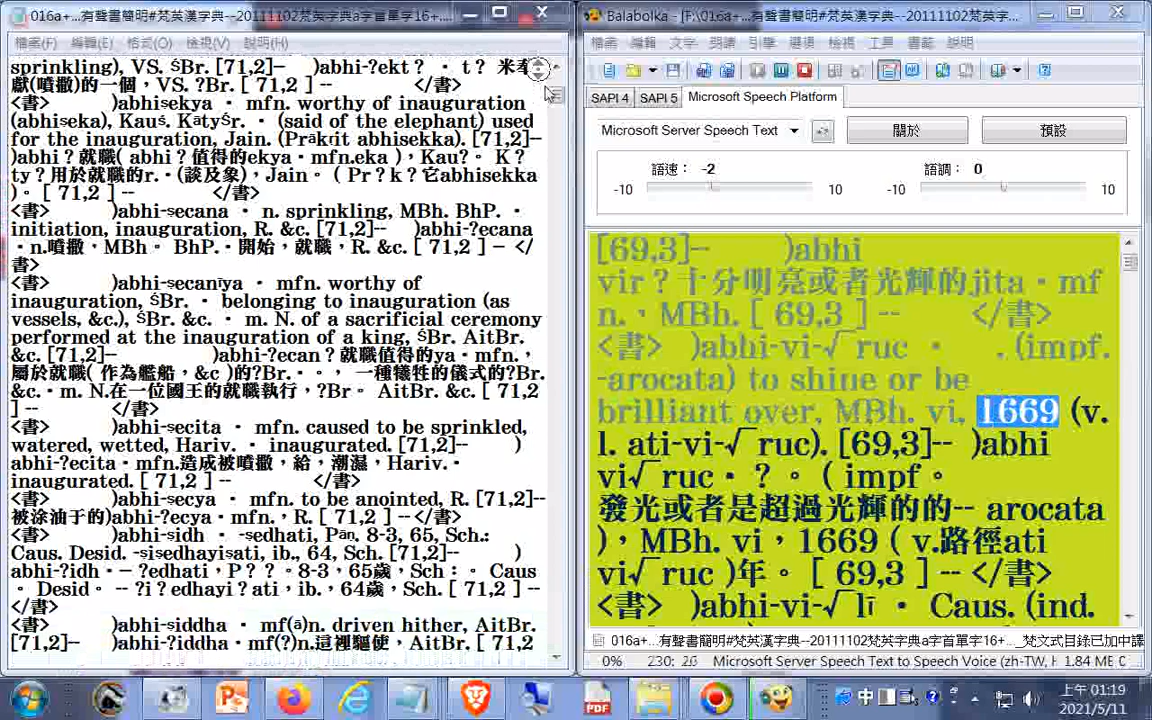 016a+...有聲書簡明#梵英漢字典--20111102梵英字典a字首單字16+...
檔案(F) 編輯(E) 格式(O) 檢視(V) 說明(H)
sprinkling), VS. ŚBr. [71,2]– )abhi-?ekt？‧t？ 米
獻(噴撒)的一個，VS. ?Br. [ 71,2 ] -- </書>
<書> )abhiṣekya ‧ mfn. worthy of inauguration
(abhiṣeka), Kauś. KātyŚr. ‧ (said of the elephant) used
for the inauguration, Jain. (Prākṛit abhisekka). [71,2]–
)abhi？就職( abhi？值得的ekya‧mfn.eka )，Kau?。 K？
ty？用於就職的r.‧(談及象)，Jain。 ( Pr？k？它abhisekka
)。 [ 71,2 ] -- </書>
<書> )abhi-ṣecana ‧ n. sprinkling, MBh. BhP. ‧
initiation, inauguration, R. &c. [71,2]– )abhi-?ecana
‧n.噴撒，MBh。 BhP.‧開始，就職，R. &c. [ 71,2 ] -- </
書>
<書> )abhi-ṣecanīya ‧ mfn. worthy of
inauguration, ŚBr. ‧ belonging to inauguration (as
vessels, &c.), ŚBr. &c. ‧ m. N. of a sacrificial ceremony
performed at the inauguration of a king, ŚBr. AitBr.
&c. [71,2]– )abhi-?ecan？就職值得的ya‧mfn.，
屬於就職( 作為艦船，&c )的?Br.‧。，一種犧牲的儀式的?Br.
&c.‧m. N.在一位國王的就職執行，?Br。 AitBr. &c. [ 71,2
] -- </書>
<書> )abhi-ṣecita ‧ mfn. caused to be sprinkled,
watered, wetted, Hariv. ‧ inaugurated. [71,2]– )
abhi-?ecita‧mfn.造成被噴撒，給，潮濕，Hariv.‧
inaugurated. [ 71,2 ] </書>
<書> )abhi-ṣecya ‧ mfn. to be anointed, R. [71,2]–
被涂油于的)abhi-?ecya‧mfn.，R. [ 71,2 ] --</書>
<書> )abhi-ṣidh ‧ -ṣedhati, Pāṇ. 8-3, 65, Sch.:
Caus. Desid. -ṣiṣedhayiṣati, ib., 64, Sch. [71,2]– )
abhi-?idh‧– ?edhati，P？？。8-3，65歲，Sch：。 Caus
。 Desid。 -- ?i？edhayi？ati，ib.，64歲，Sch. [ 71,2 ] --
</書>
<書> )abhi-ṣiddha ‧ mf(ā)n. driven hither, AitBr.
[71,2]– )abhi-?iddha‧mf(?)n.這裡驅使，AitBr. [ 71,2
Balabolka - [F:\016a+...有聲書簡明#梵英漢字典--20111102梵英字...
檔案 編輯 文字 朗讀 引擎 選項 檢視 工具 書籤 說明
SAPI 4 SAPI 5 Microsoft Speech Platform
Microsoft Server Speech Text 關於 預設
語速: -2 語調: 0
-10 10 -10 10
[69,3]– )abhi
vir？十分明亮或者光輝的jita‧mf
n.，MBh. [ 69,3 ] -- </書>
<書> )abhi-vi-√ruc ‧ . (impf.
-arocata) to shine or be
brilliant over, MBh. vi, 1669 (v.
l. ati-vi-√ruc). [69,3]– )abhi
vi√ruc‧？。( impf。
發光或者是超過光輝的的-- arocata
)，MBh. vi，1669 ( v.路徑ati
vi√ruc )年。[ 69,3 ] -- </書>
<書> )abhi-vi-√lī ‧ Caus. (ind.
016a+...有聲書簡明#梵英漢字典--20111102梵英字典a字首單字16+..._梵文式目錄已加中譯
0% 230: 26 Microsoft Server Speech Text to Speech Voice (zh-TW, H 1.84 ME
上午 01:19
2021/5/11